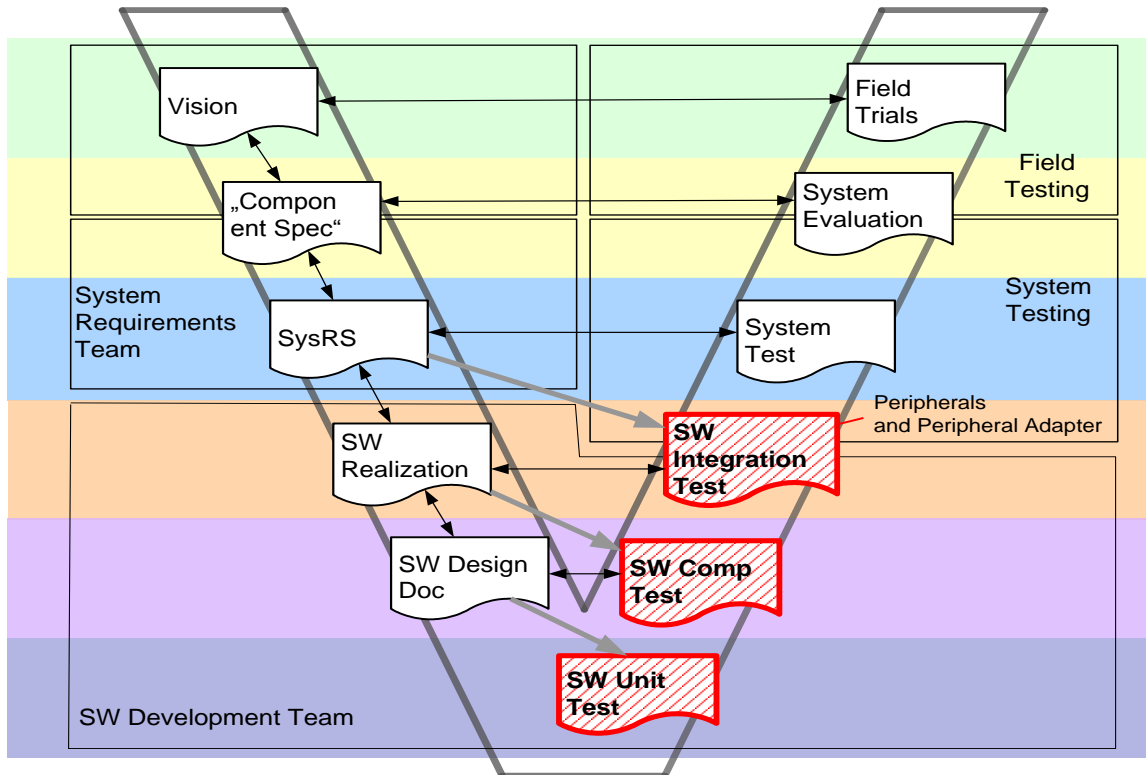 Vision
Field
Trials
Field
Testing
„Compon
ent Spec“
System
Evaluation
System
Requirements
Team
SysRS
System
Test
System
Testing
Peripherals
and Peripheral Adapter
SW
Realization
SW
Integration
Test
SW Design
Doc
SW Comp
Test
SW Unit
Test
SW Development Team